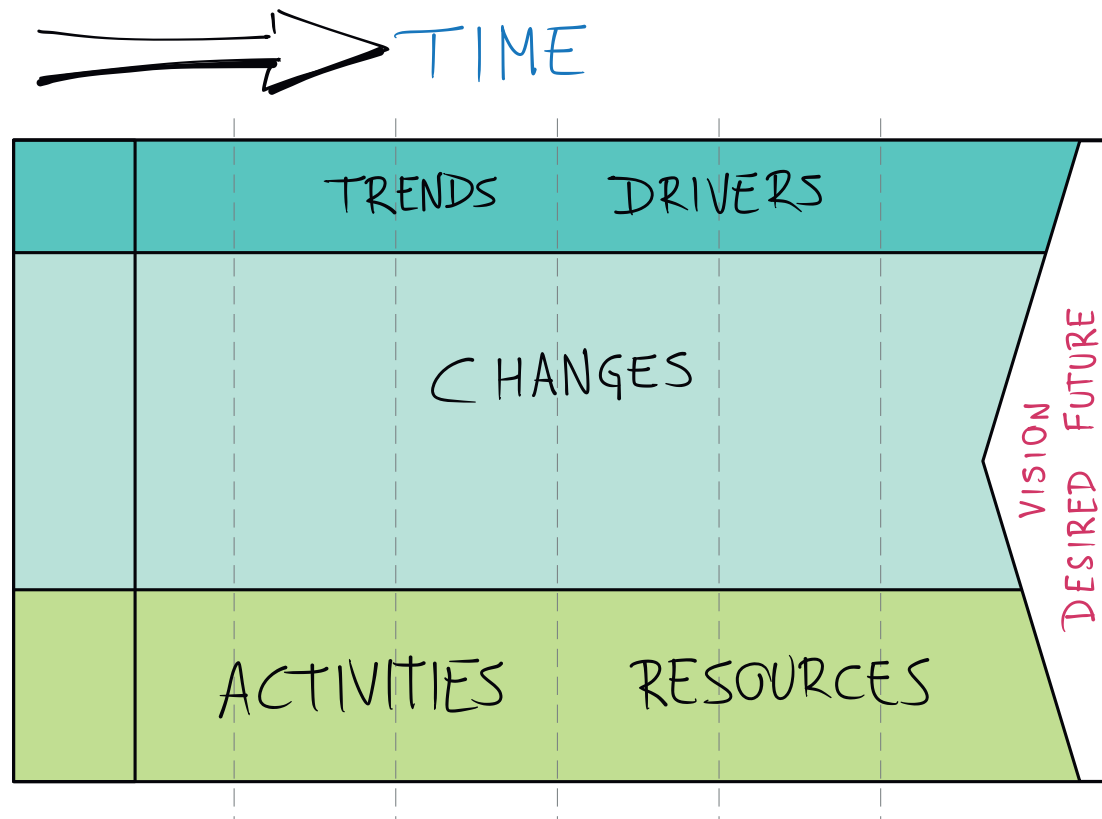 TIME
TRENDS DRIVERS
CHANGES
ACTIVITIES RESOURCES
VISION
DESIRED FUTURE